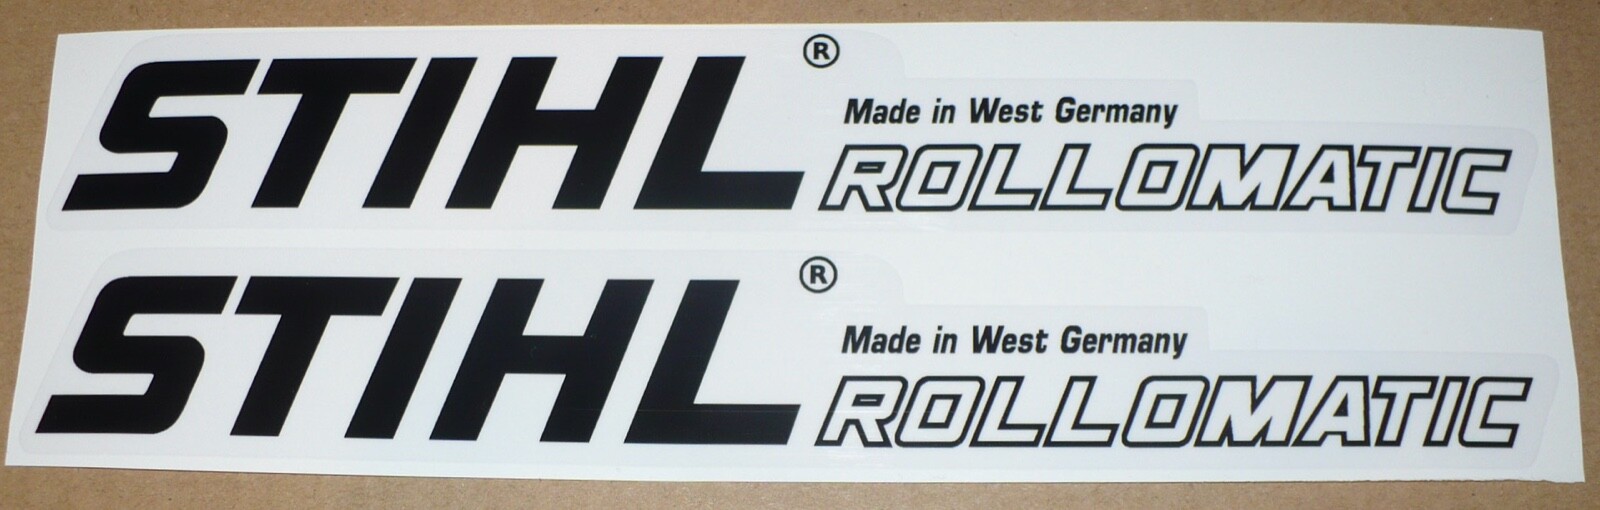 STIHL®
Made in West Germany
ROLLOMATIC
STIHL®
Made in West Germany
ROLLOMATIC